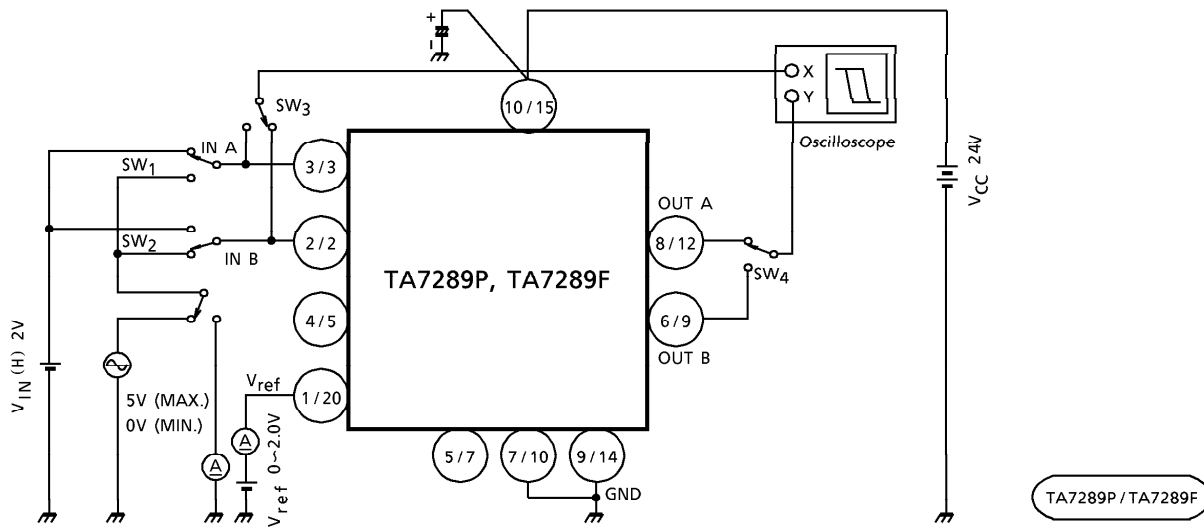 +
-
X
Y
Oscilloscope
SW3
10 / 15
IN A
SW1
3 / 3
VCC 24V
OUT A
SW2
IN B
2 / 2
8 / 12
SW4
TA7289P, TA7289F
4 / 5
6 / 9
OUT B
VIN (H) 2V
Vref
1 / 20
5V (MAX.)
0V (MIN.)
A
A
Vref 0~2.0V
5 / 7
7 / 10
9 / 14
GND
TA7289P / TA7289F